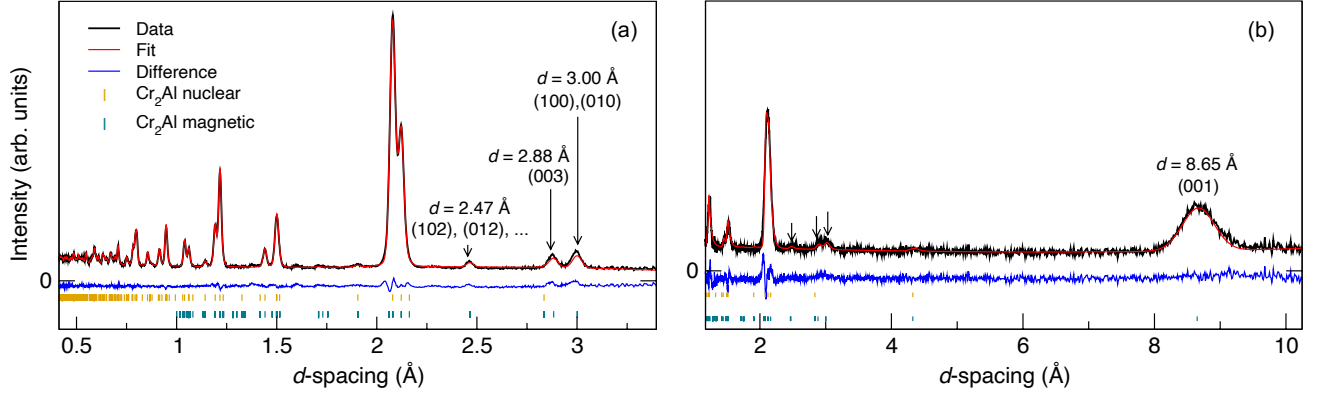 Data
Fit
Difference
Cr₂Al nuclear
Cr₂Al magnetic
(a)
d = 3.00 Å
(100),(010)
d = 2.88 Å
(003)
d = 2.47 Å
(102), (012), ...
Intensity (arb. units)
0
0.5 1 1.5 2 2.5 3
d-spacing (Å)
(b)
d = 8.65 Å
(001)
0
2 4 6 8 10
d-spacing (Å)